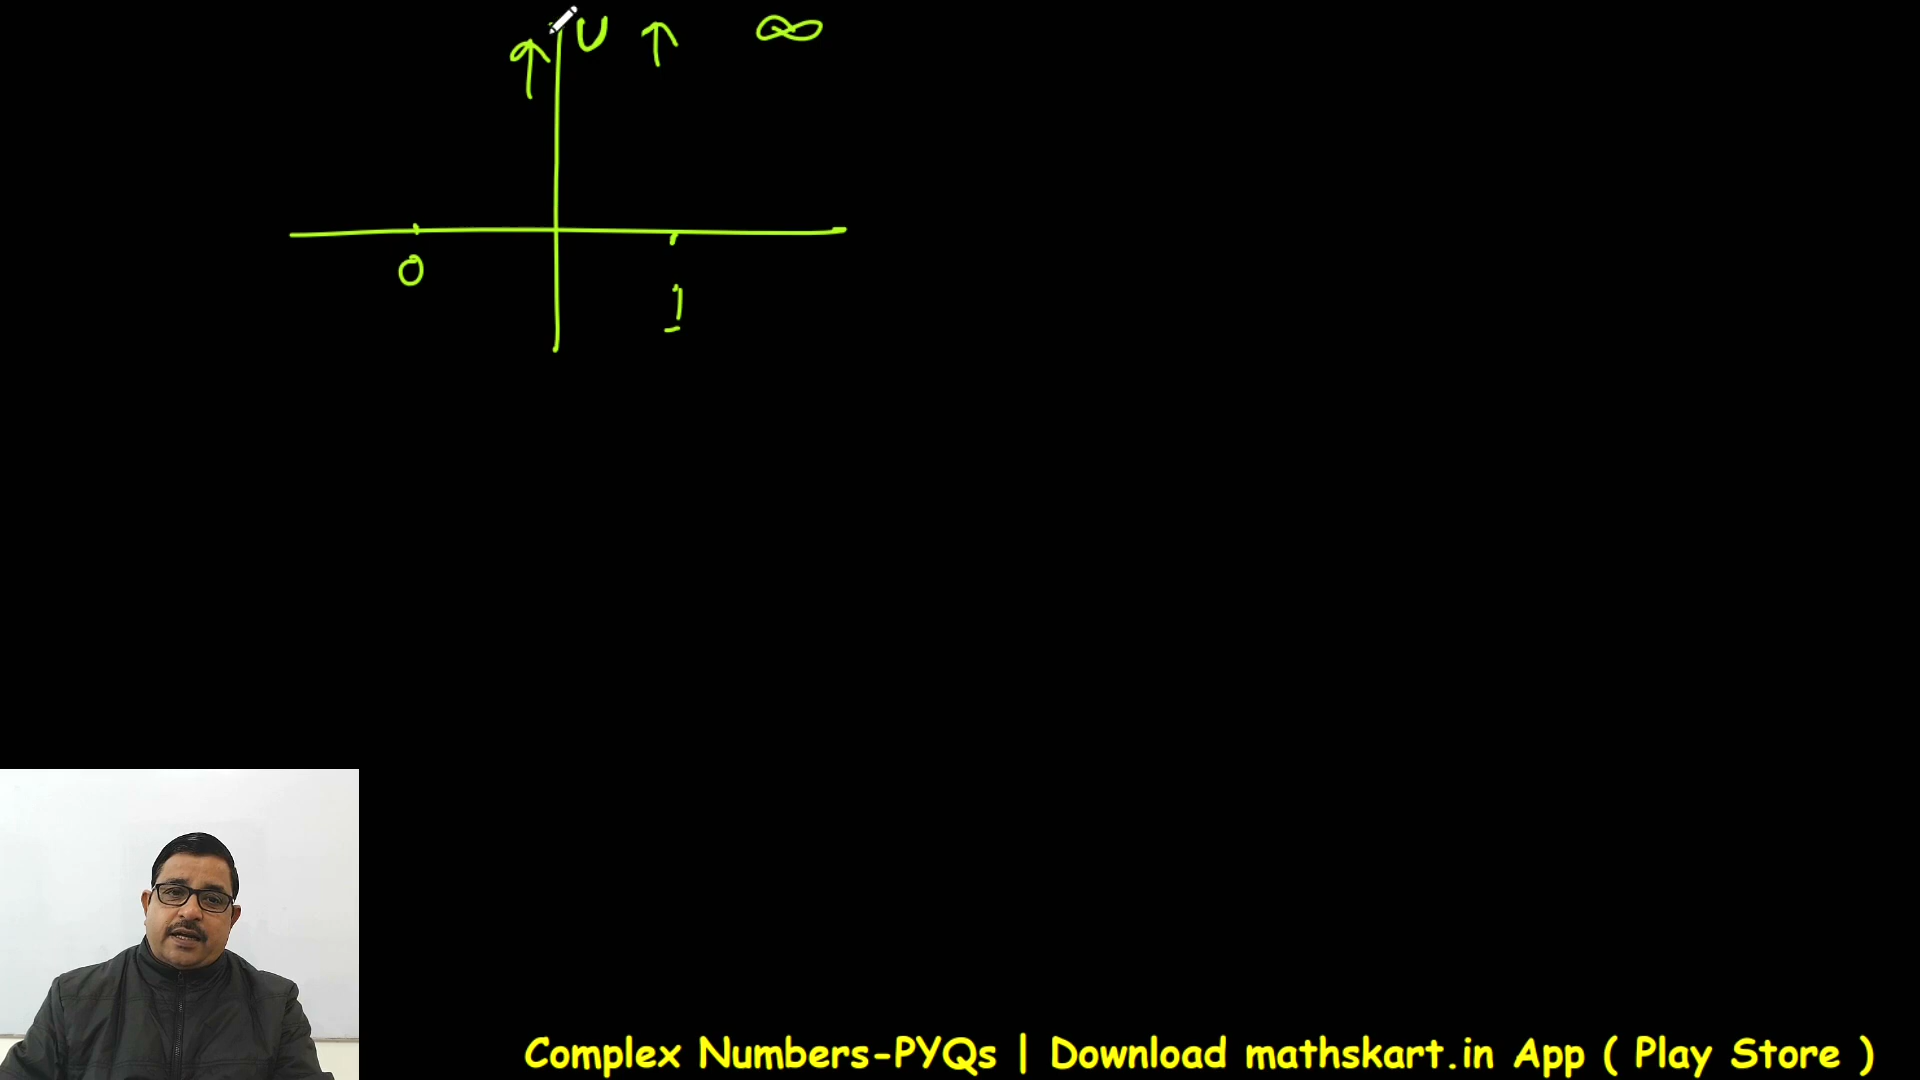 ↑ U ↑ ∞
0
1
Complex Numbers-PYQs | Download mathskart.in App ( Play Store )